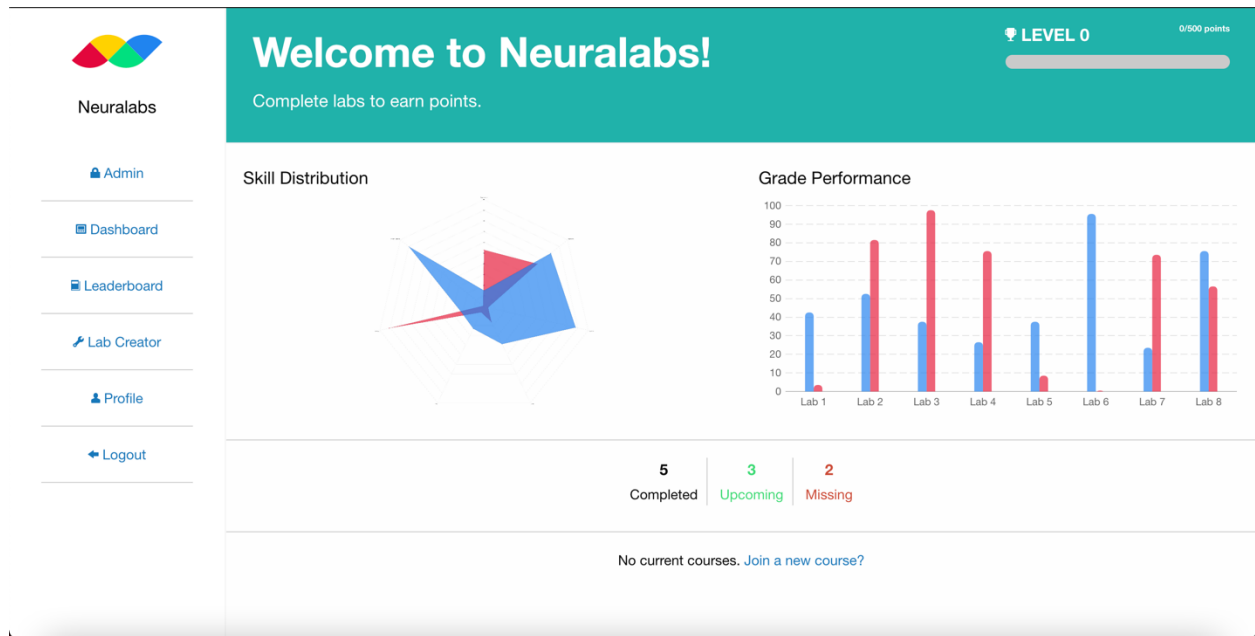 Neuralabs
Admin
Dashboard
Leaderboard
Lab Creator
Profile
Logout
Welcome to Neuralabs!
Complete labs to earn points.
LEVEL 0
0/500 points
Skill Distribution
Grade Performance
100
90
80
70
60
50
40
30
20
10
0
Lab 1 Lab 2 Lab 3 Lab 4 Lab 5 Lab 6 Lab 7 Lab 8
5 3 2
Completed Upcoming Missing
No current courses. Join a new course?